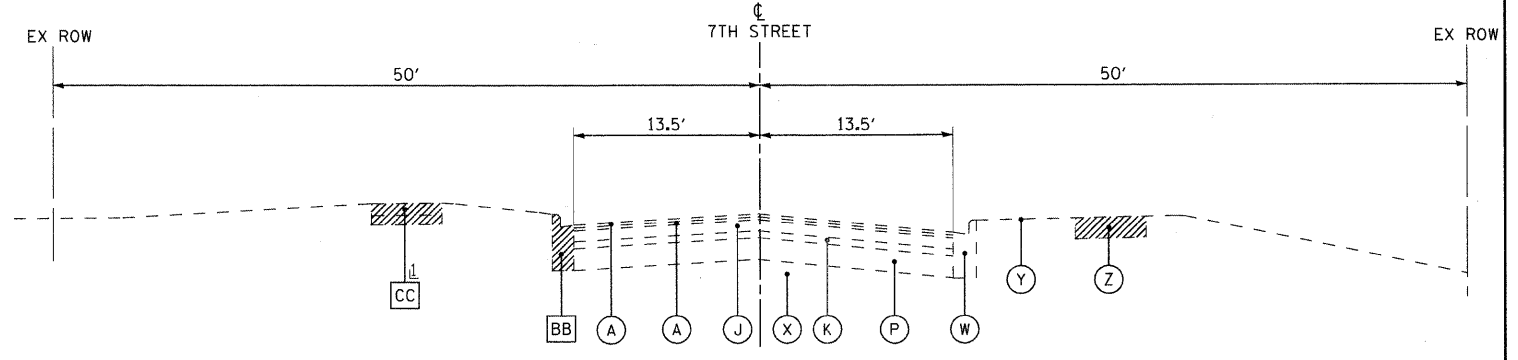 ℄
7TH STREET
EX ROW
EX ROW
50'
50'
13.5'
13.5'
1
CC
BB
A
A
J
X
K
P
W
Y
Z